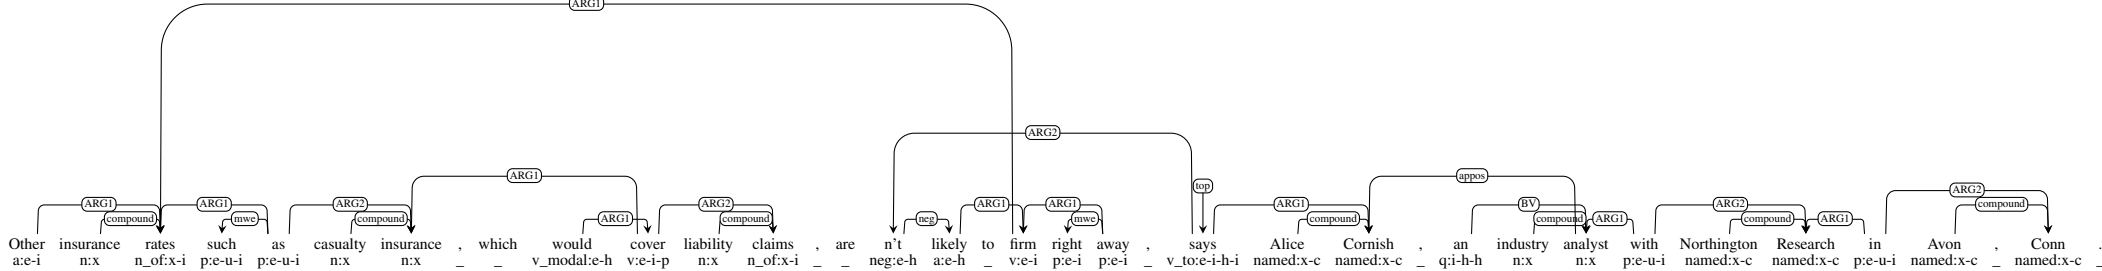 ARG1
ARG2
ARG1 appos
top
ARG1 ARG1 ARG2 ARG1 ARG2 ARG1 ARG1 ARG1 BV ARG2 ARG2
compound mwe compound compound neg mwe compound compound ARG1 compound ARG1 compound
Other insurance rates such as casualty insurance , which would cover liability claims , are n't likely to firm right away , says Alice Cornish , an industry analyst with Northington Research in Avon , Conn .
a:e-i n:x n_of:x-i p:e-u-i p:e-u-i n:x n:x _ _ v_modal:e-h v:e-i-p n:x n_of:x-i _ _ neg:e-h a:e-h _ v:e-i p:e-i p:e-i _ v_to:e-i-h-i named:x-c named:x-c _ q:i-h-h n:x n:x p:e-u-i named:x-c named:x-c p:e-u-i named:x-c _ named:x-c _